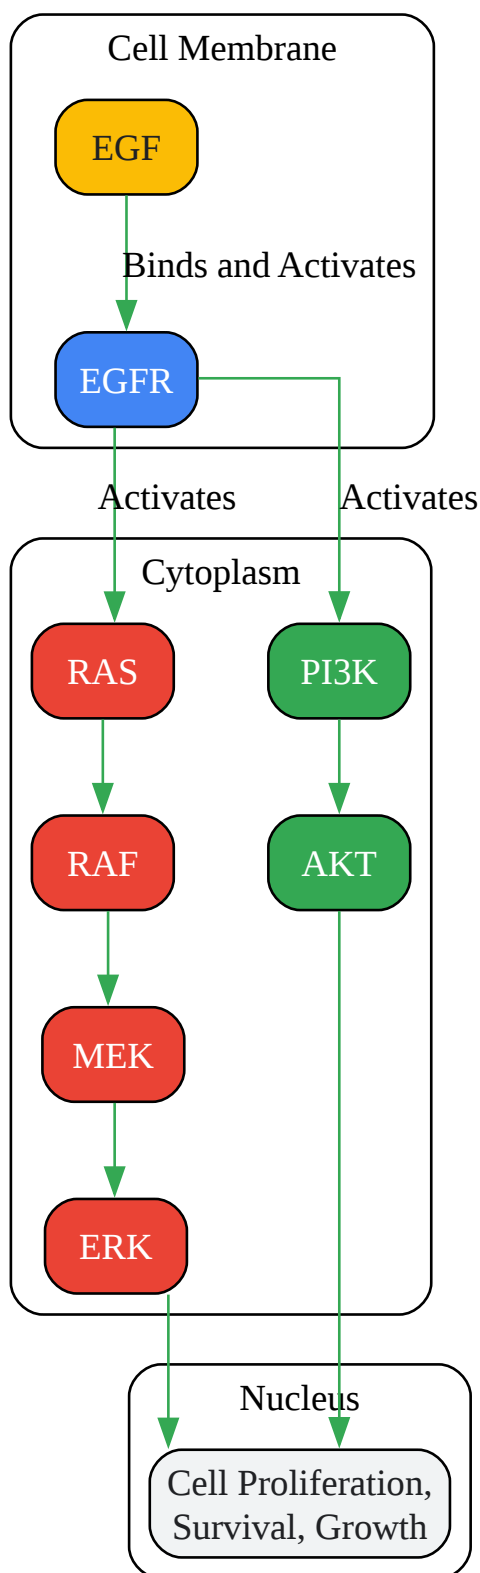 Cell Membrane
EGF
Binds and Activates
EGFR
Activates
Activates
Cytoplasm
RAS
PI3K
RAF
AKT
MEK
ERK
Nucleus
Cell Proliferation,
Survival, Growth